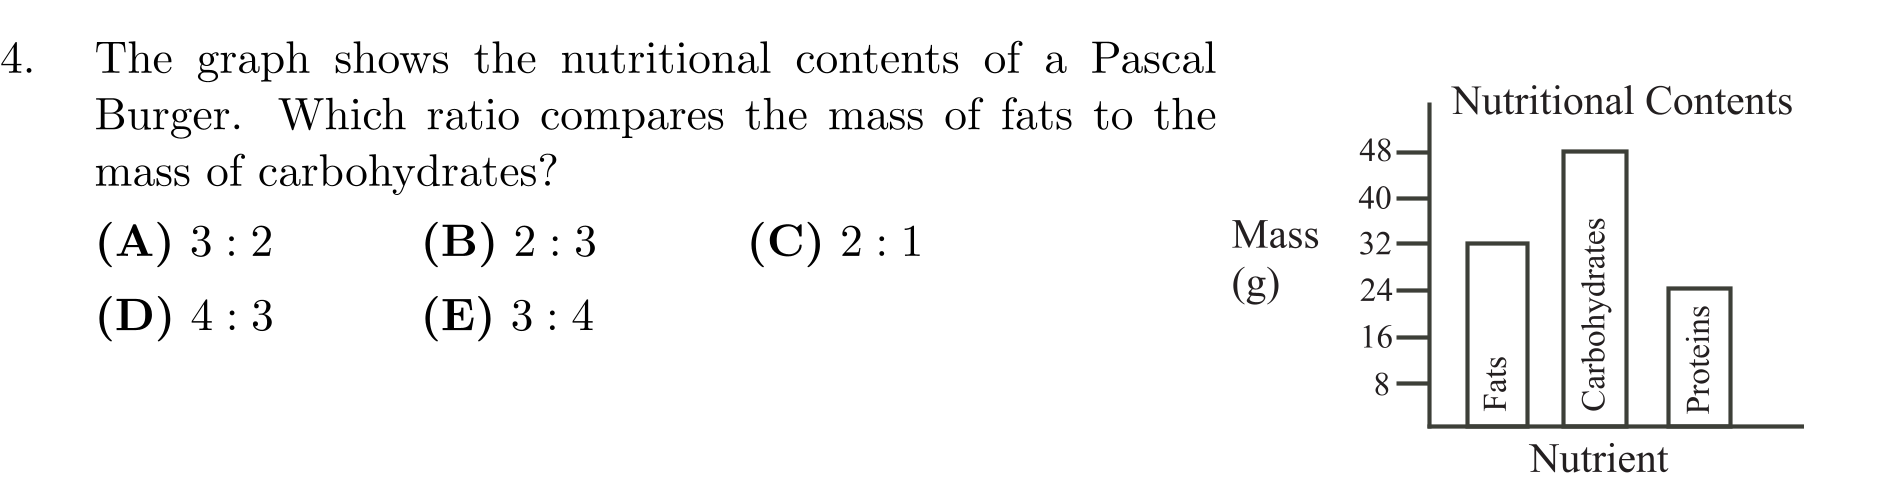 4. The graph shows the nutritional contents of a Pascal
Burger. Which ratio compares the mass of fats to the
mass of carbohydrates?
(A) 3 : 2 (B) 2 : 3 (C) 2 : 1
(D) 4 : 3 (E) 3 : 4
Nutritional Contents
Mass
(g)
48
40
32
24
16
8
Fats
Carbohydrates
Proteins
Nutrient